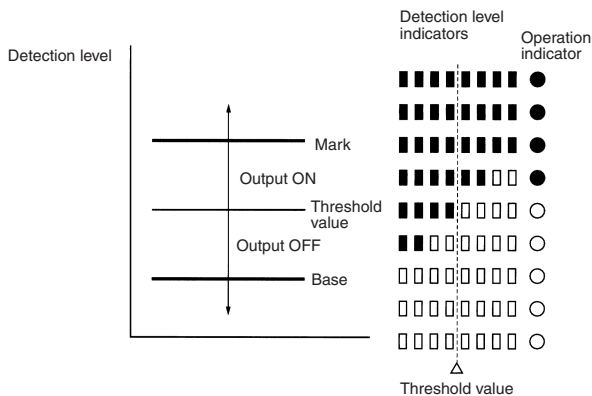 Detection level
indicators
Operation
indicator
Detection level
Mark
Output ON
Threshold
value
Output OFF
Base
Threshold value